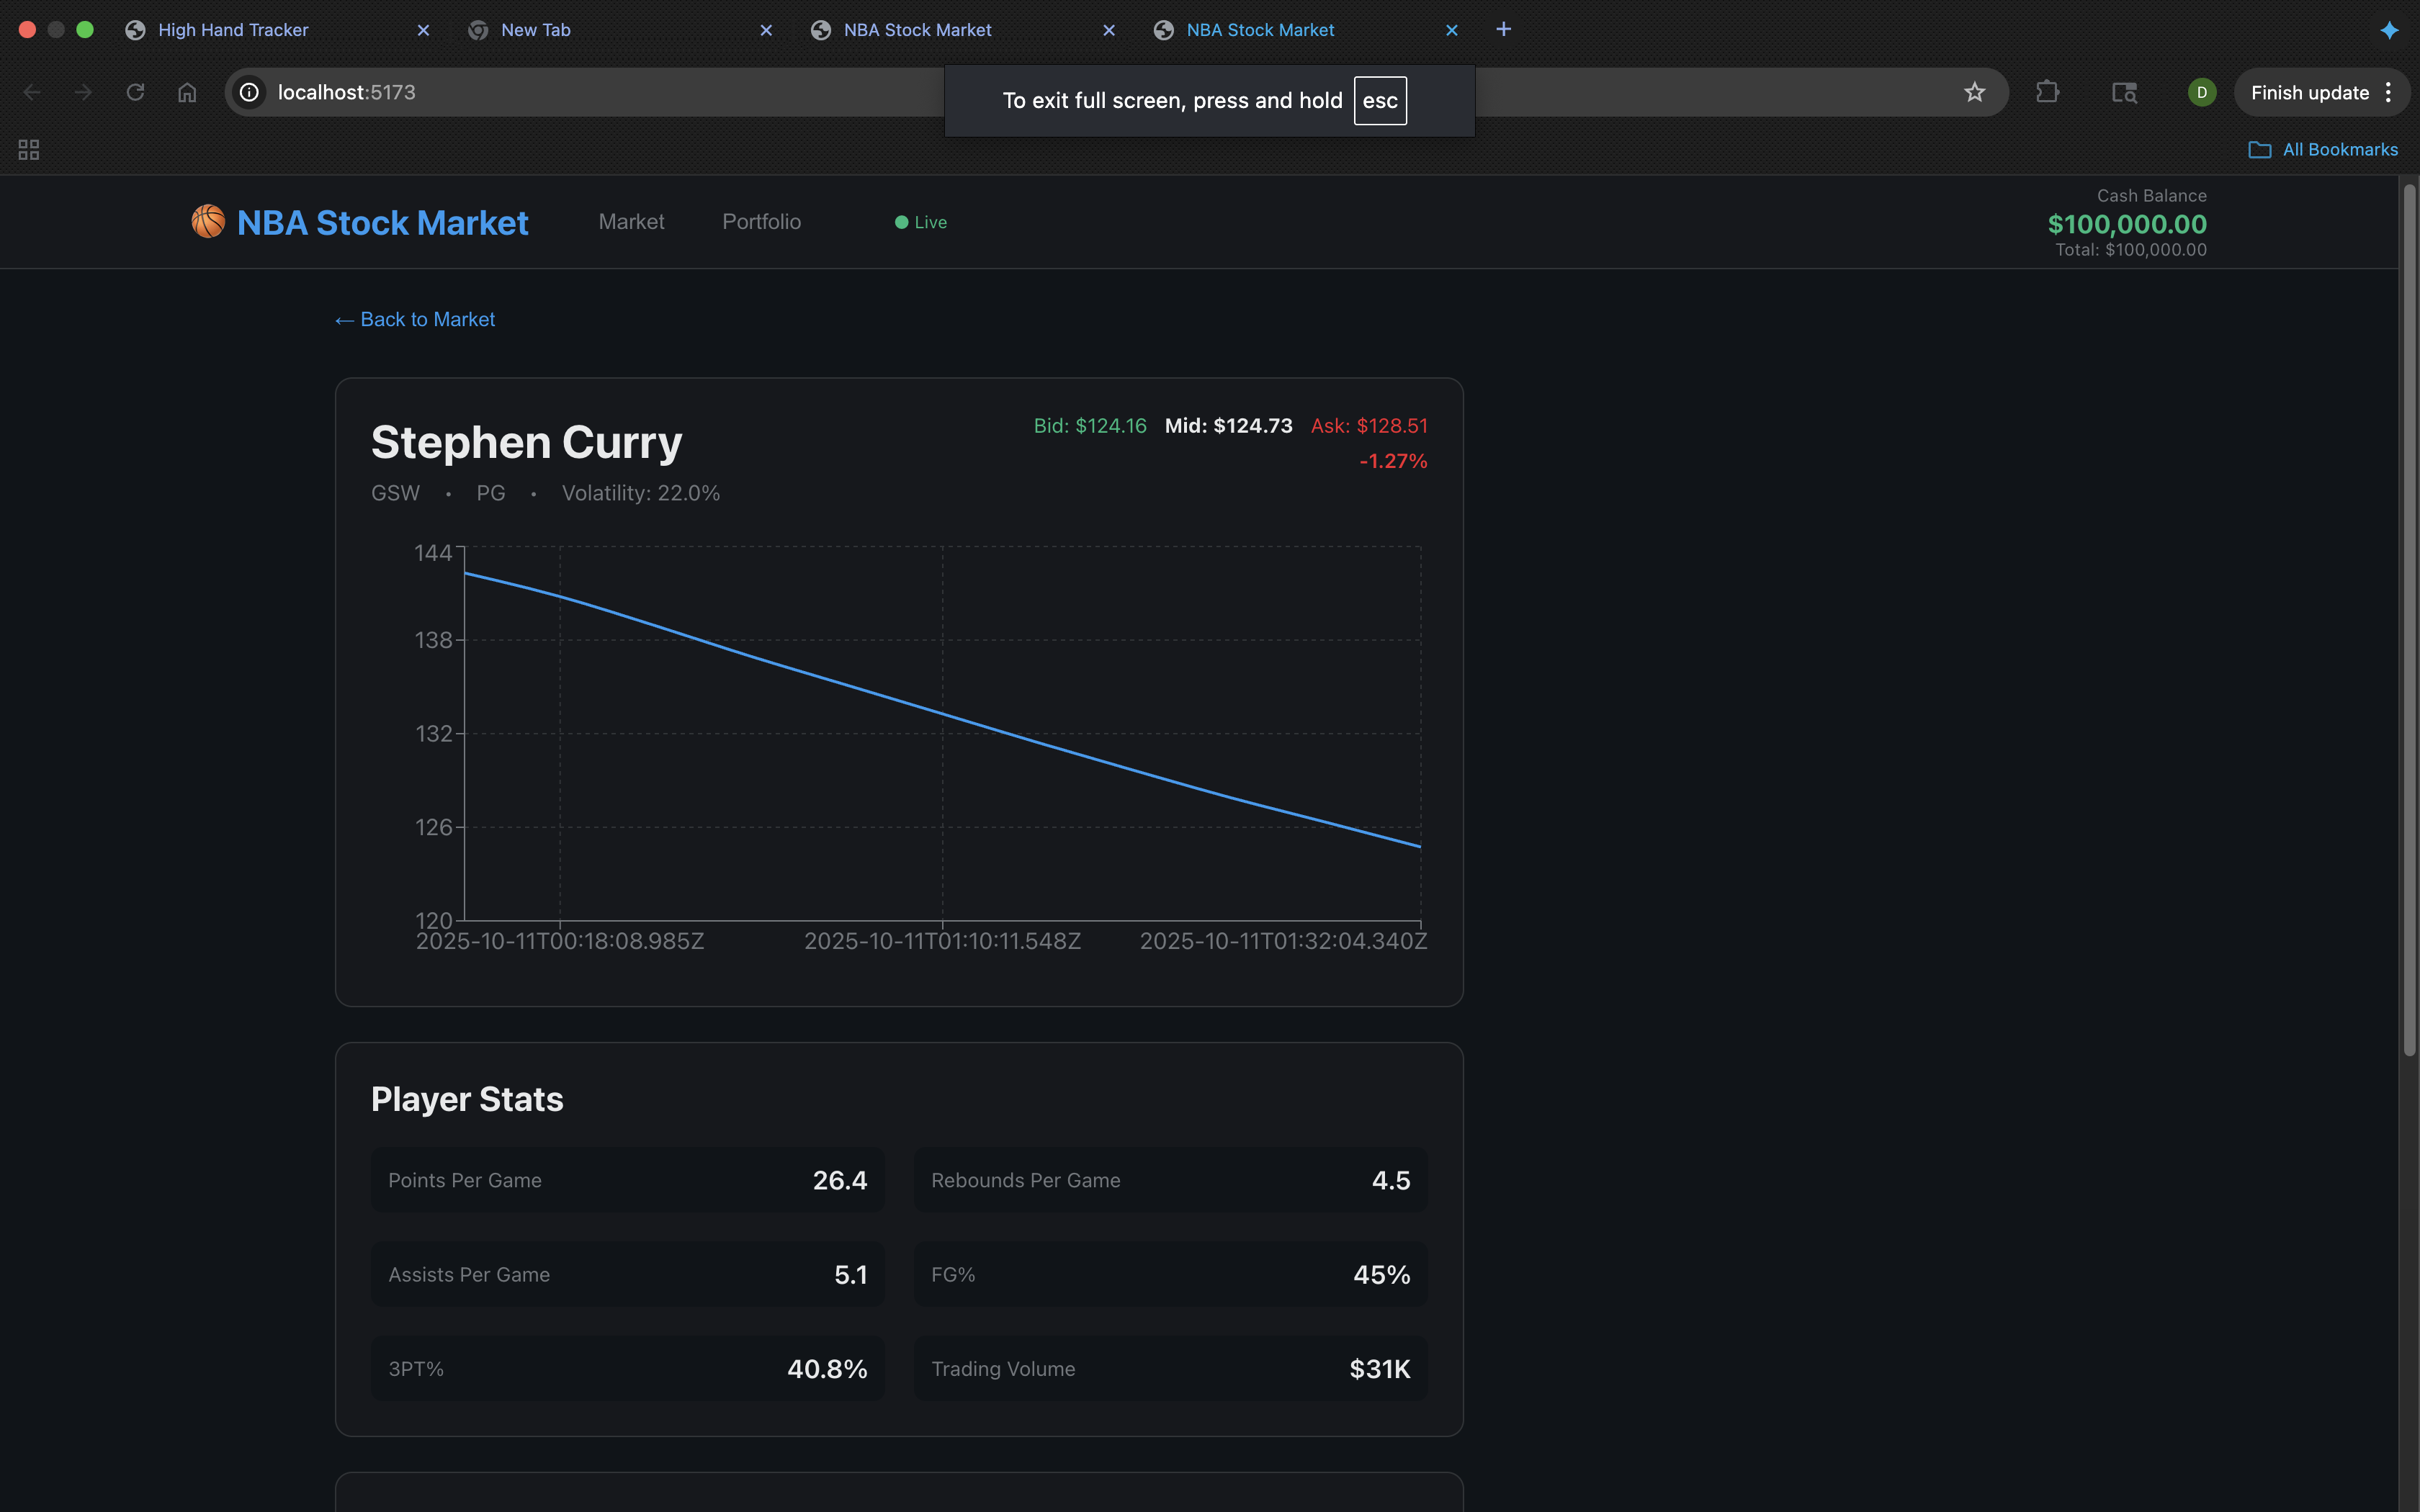 High Hand Tracker
New Tab
NBA Stock Market
NBA Stock Market
localhost:5173
To exit full screen, press and hold esc
D
Finish update
All Bookmarks
NBA Stock Market
Market
Portfolio
Live
Cash Balance
$100,000.00
Total: $100,000.00
← Back to Market
Stephen Curry
Bid: $124.16 Mid: $124.73 Ask: $128.51
-1.27%
GSW • PG • Volatility: 22.0%
144
138
132
126
120
2025-10-11T00:18:08.985Z 2025-10-11T01:10:11.548Z 2025-10-11T01:32:04.340Z
Player Stats
Points Per Game 26.4
Rebounds Per Game 4.5
Assists Per Game 5.1
FG% 45%
3PT% 40.8%
Trading Volume $31K